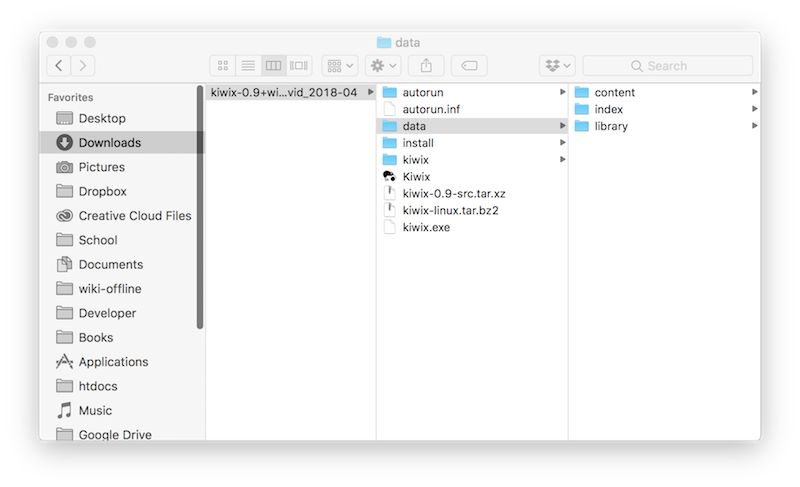 data
Search
Favorites
Desktop
Downloads
Pictures
Dropbox
Creative Cloud Files
School
Documents
wiki-offline
Developer
Books
Applications
htdocs
Music
Google Drive
kiwix-0.9+wi...vid_2018-04
autorun
autorun.inf
data
install
kiwix
Kiwix
kiwix-0.9-src.tar.xz
kiwix-linux.tar.bz2
kiwix.exe
content
index
library